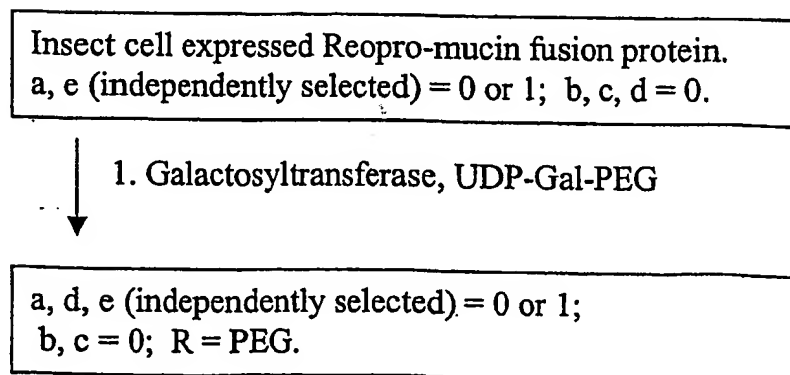 Insect cell expressed Reopro-mucin fusion protein.
a, e (independently selected) = 0 or 1; b, c, d = 0.
1. Galactosyltransferase, UDP-Gal-PEG
a, d, e (independently selected) = 0 or 1;
b, c = 0; R = PEG.